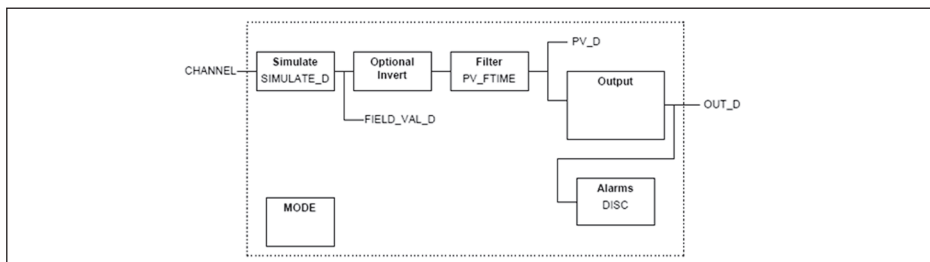 PV_D
CHANNEL
Simulate
SIMULATE_D
Optional
Invert
Filter
PV_FTIME
Output
OUT_D
FIELD_VAL_D
MODE
Alarms
DISC